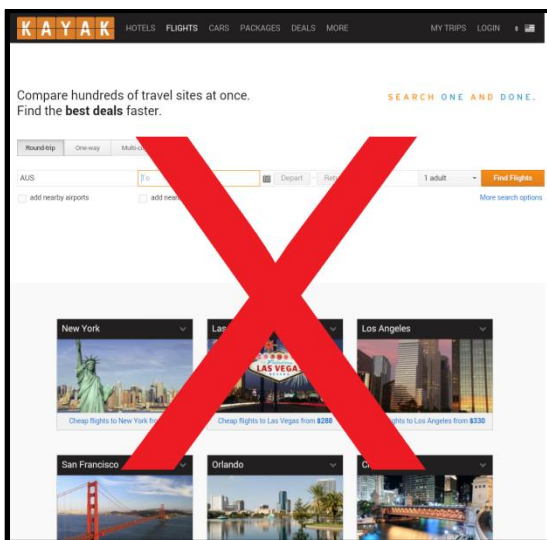 KAYAK HOTELS FLIGHTS CARS PACKAGES DEALS MORE MY TRIPS LOGIN
Compare hundreds of travel sites at once.
Find the best deals faster.
SEARCH ONE AND DONE.
Round-trip One-way
AUS To Depart 1 adult Find Flights
add nearby airports add More search options
New York Los Angeles
LAS VEGAS
Cheap flights to New York Cheap flights to Las Vegas from $288 to Los Angeles from $330
San Francisco Orlando